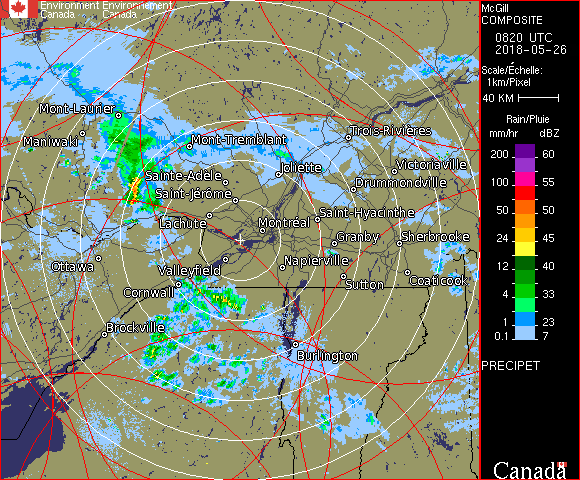 Environment Environnement
Canada Canada
McGill
COMPOSITE
0820 UTC
2018-05-26
Scale/Échelle:
1km/Pixel
40 KM
Rain/Pluie
mm/hr dBZ
200 60
100 55
50 50
24 45
12 40
4 33
1 23
0.1 7
PRECIPET
Canada
Mont-Laurier
Maniwaki
Mont-Tremblant
Trois-Rivières
Sainte-Adèle
Joliette
Victoriaville
Saint-Jérôme
Drummondville
Lachute
Saint-Hyacinthe
Montréal
Granby
Sherbrooke
Ottawa
Valleyfield
Napierville
Cornwall
Sutton
Coaticook
Brockville
Burlington